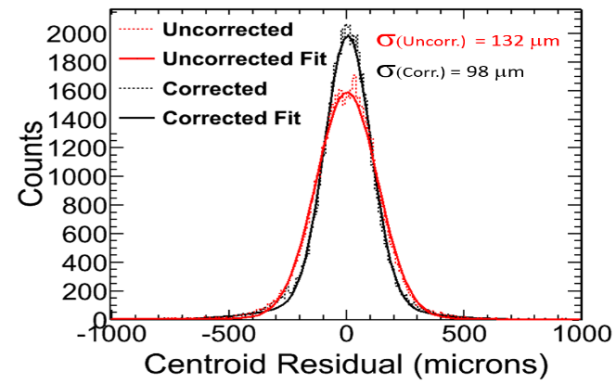 Uncorrected
Uncorrected Fit
Corrected
Corrected Fit
σ(Uncorr.) = 132 μm
σ(Corr.) = 98 μm
Counts
2000
1800
1600
1400
1200
1000
800
600
400
200
0
-1000 -500 0 500 1000
Centroid Residual (microns)